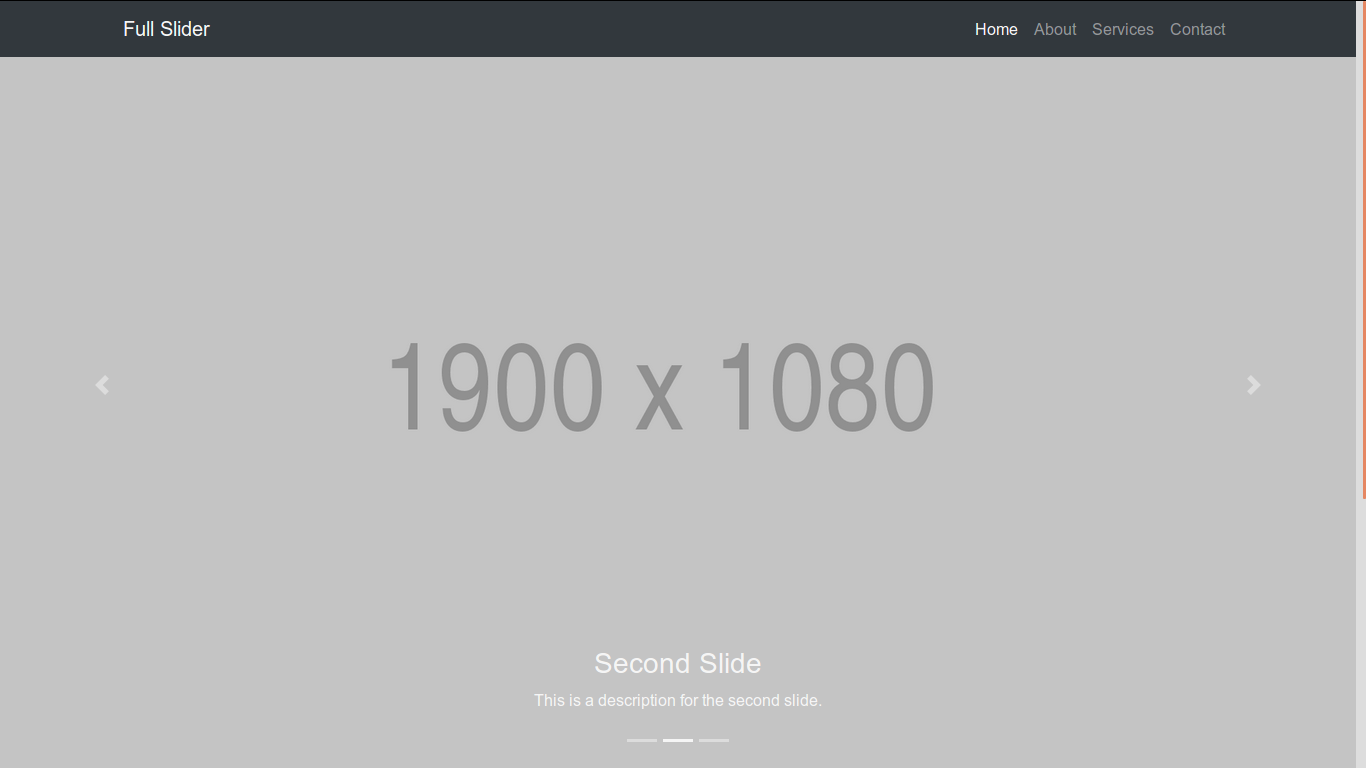 Full Slider
Home About Services Contact
1900 x 1080
Second Slide
This is a description for the second slide.